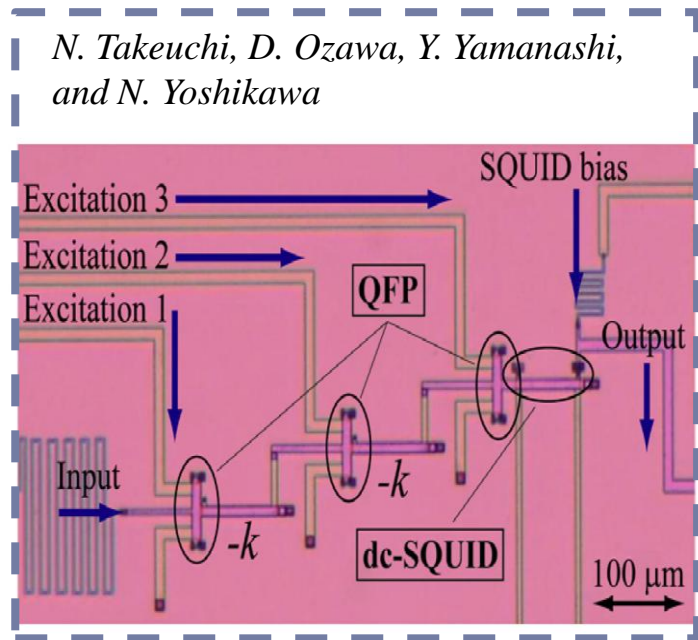 N. Takeuchi, D. Ozawa, Y. Yamanashi,
and N. Yoshikawa
SQUID bias
Excitation 3
Excitation 2
QFP
Excitation 1
Output
Input
-k
-k
dc-SQUID
100 μm